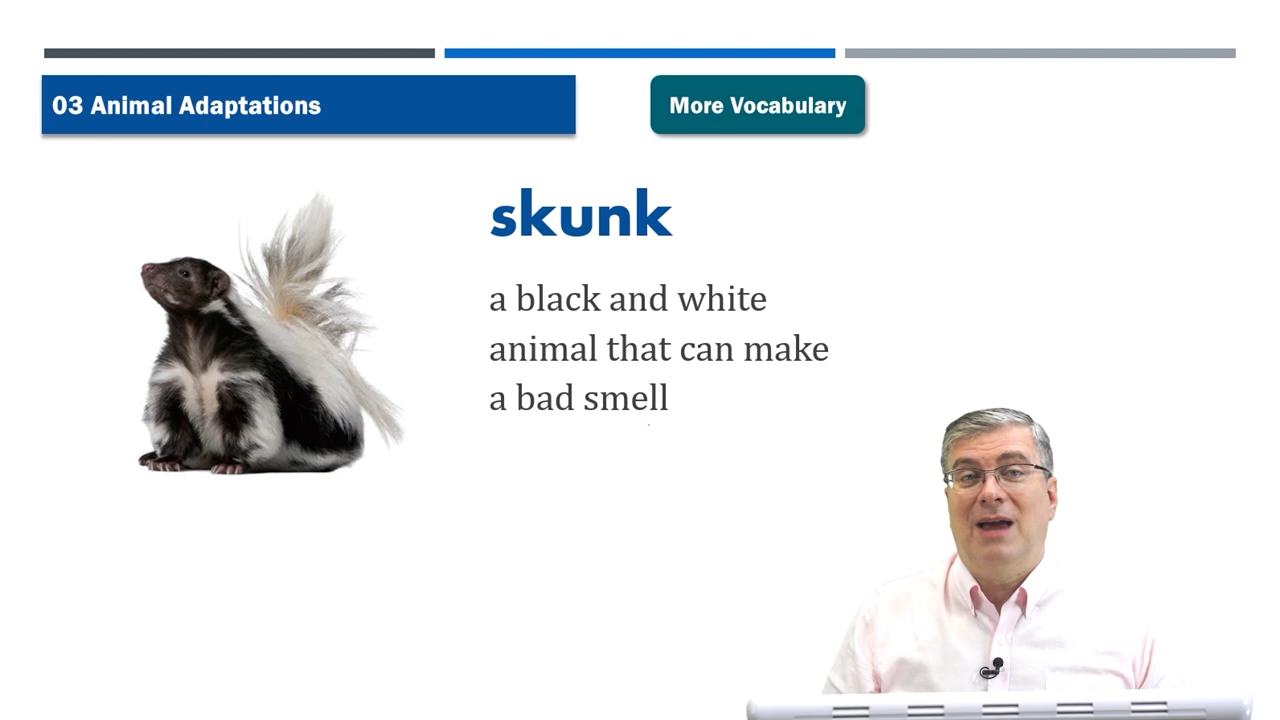 03 Animal Adaptations
More Vocabulary
skunk
a black and white
animal that can make
a bad smell